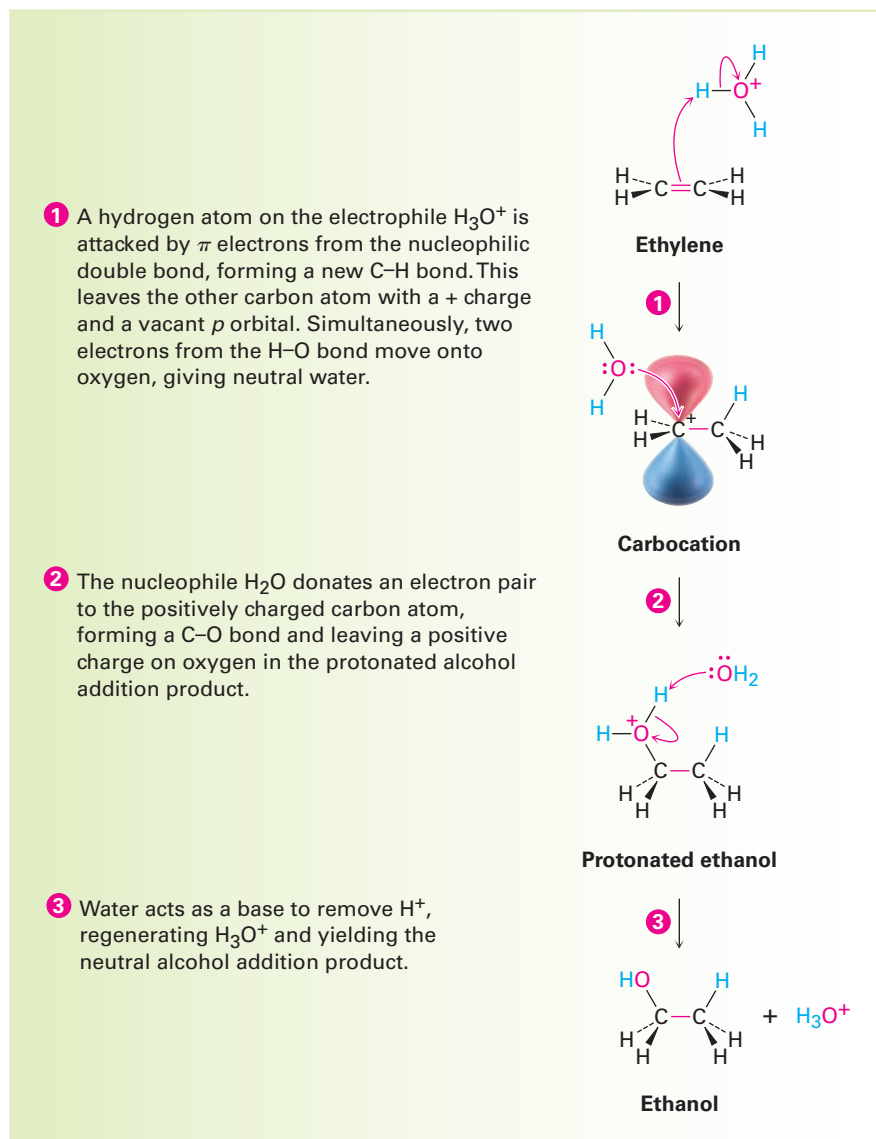 H
H–O+
H
H H
H C=C H
Ethylene
1 A hydrogen atom on the electrophile H₃O⁺ is
attacked by π electrons from the nucleophilic
double bond, forming a new C–H bond. This
leaves the other carbon atom with a + charge
and a vacant p orbital. Simultaneously, two
electrons from the H–O bond move onto
oxygen, giving neutral water.
1
H
:O:
H
H
H + H
H C–C H
H
Carbocation
2 The nucleophile H₂O donates an electron pair
to the positively charged carbon atom,
forming a C–O bond and leaving a positive
charge on oxygen in the protonated alcohol
addition product.
2
:ÖH₂
H
+
H–O H
C–C
H H
H H
Protonated ethanol
3 Water acts as a base to remove H⁺,
regenerating H₃O⁺ and yielding the
neutral alcohol addition product.
3
HO H
C–C + H₃O⁺
H H
H H
Ethanol